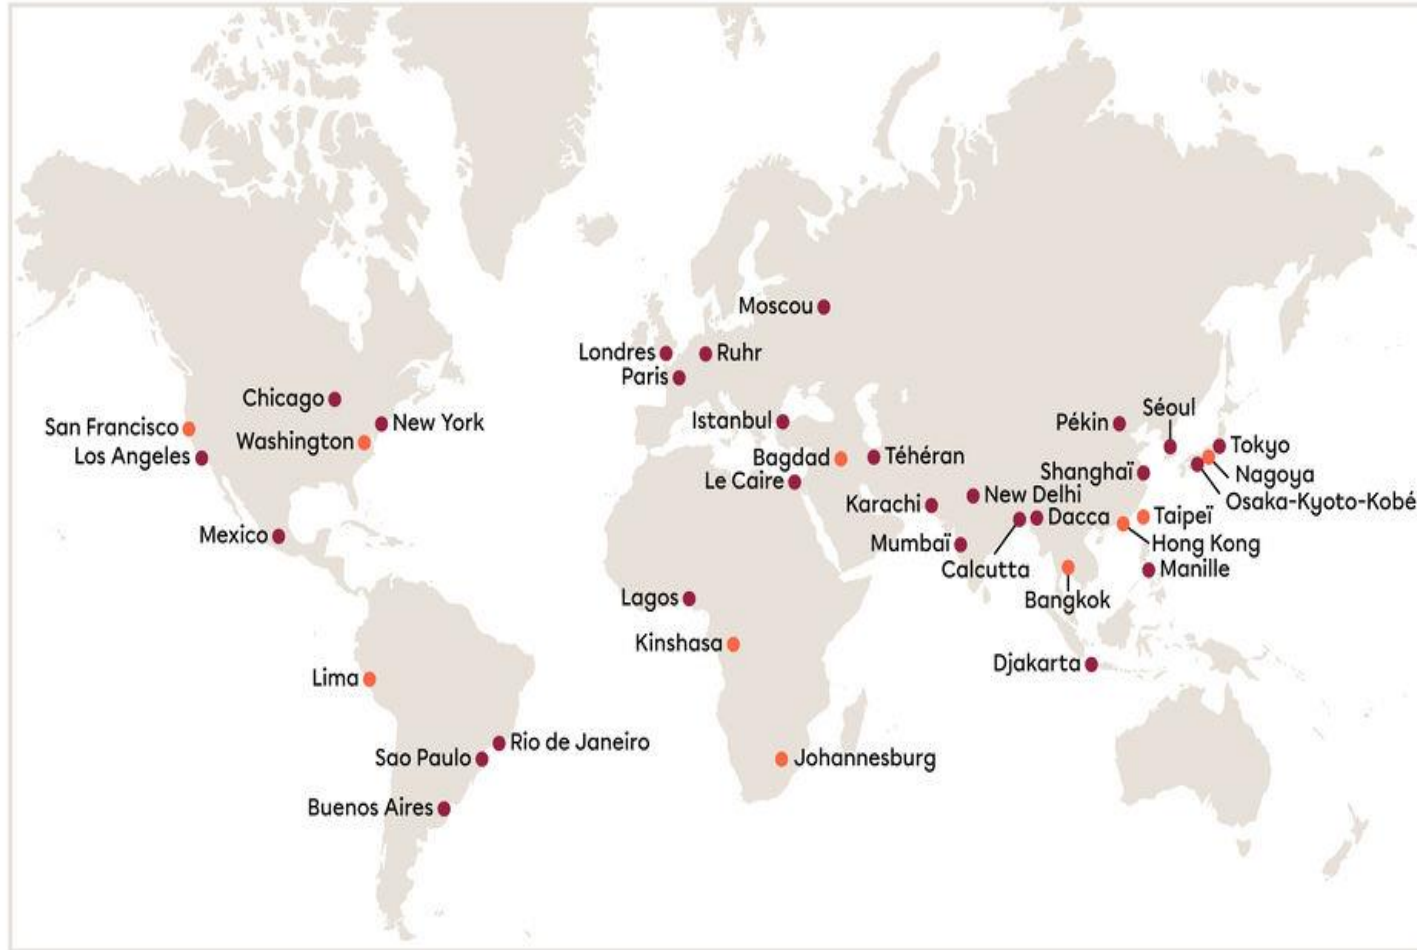 Moscou
Londres
Ruhr
Paris
Chicago
New York
San Francisco
Washington
Los Angeles
Istanbul
Bagdad
Téhéran
Le Caire
Pékin
Séoul
Tokyo
Nagoya
Shanghaï
Osaka-Kyoto-Kobé
Karachi
New Delhi
Dacca
Taipeï
Mexico
Mumbaï
Hong Kong
Calcutta
Manille
Bangkok
Lagos
Kinshasa
Djakarta
Lima
Rio de Janeiro
Sao Paulo
Johannesburg
Buenos Aires